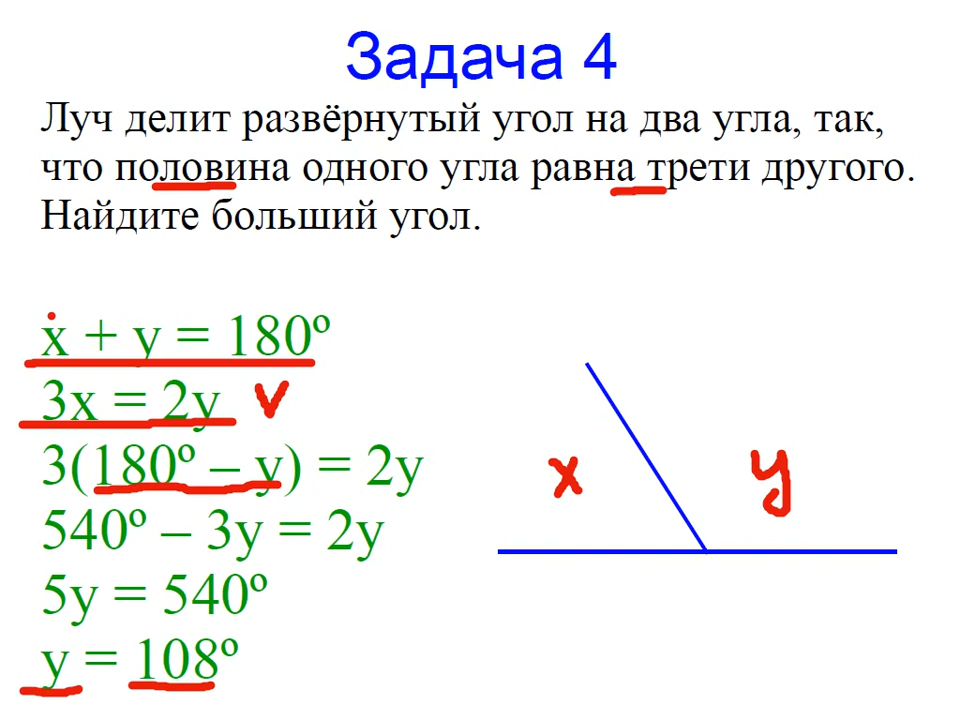 Задача 4
Луч делит развёрнутый угол на два угла, так,
что половина одного угла равна трети другого.
Найдите больший угол.
x + y = 180º
3x = 2y v
3(180º – y) = 2y
540º – 3y = 2y
5y = 540º
y = 108º
x y